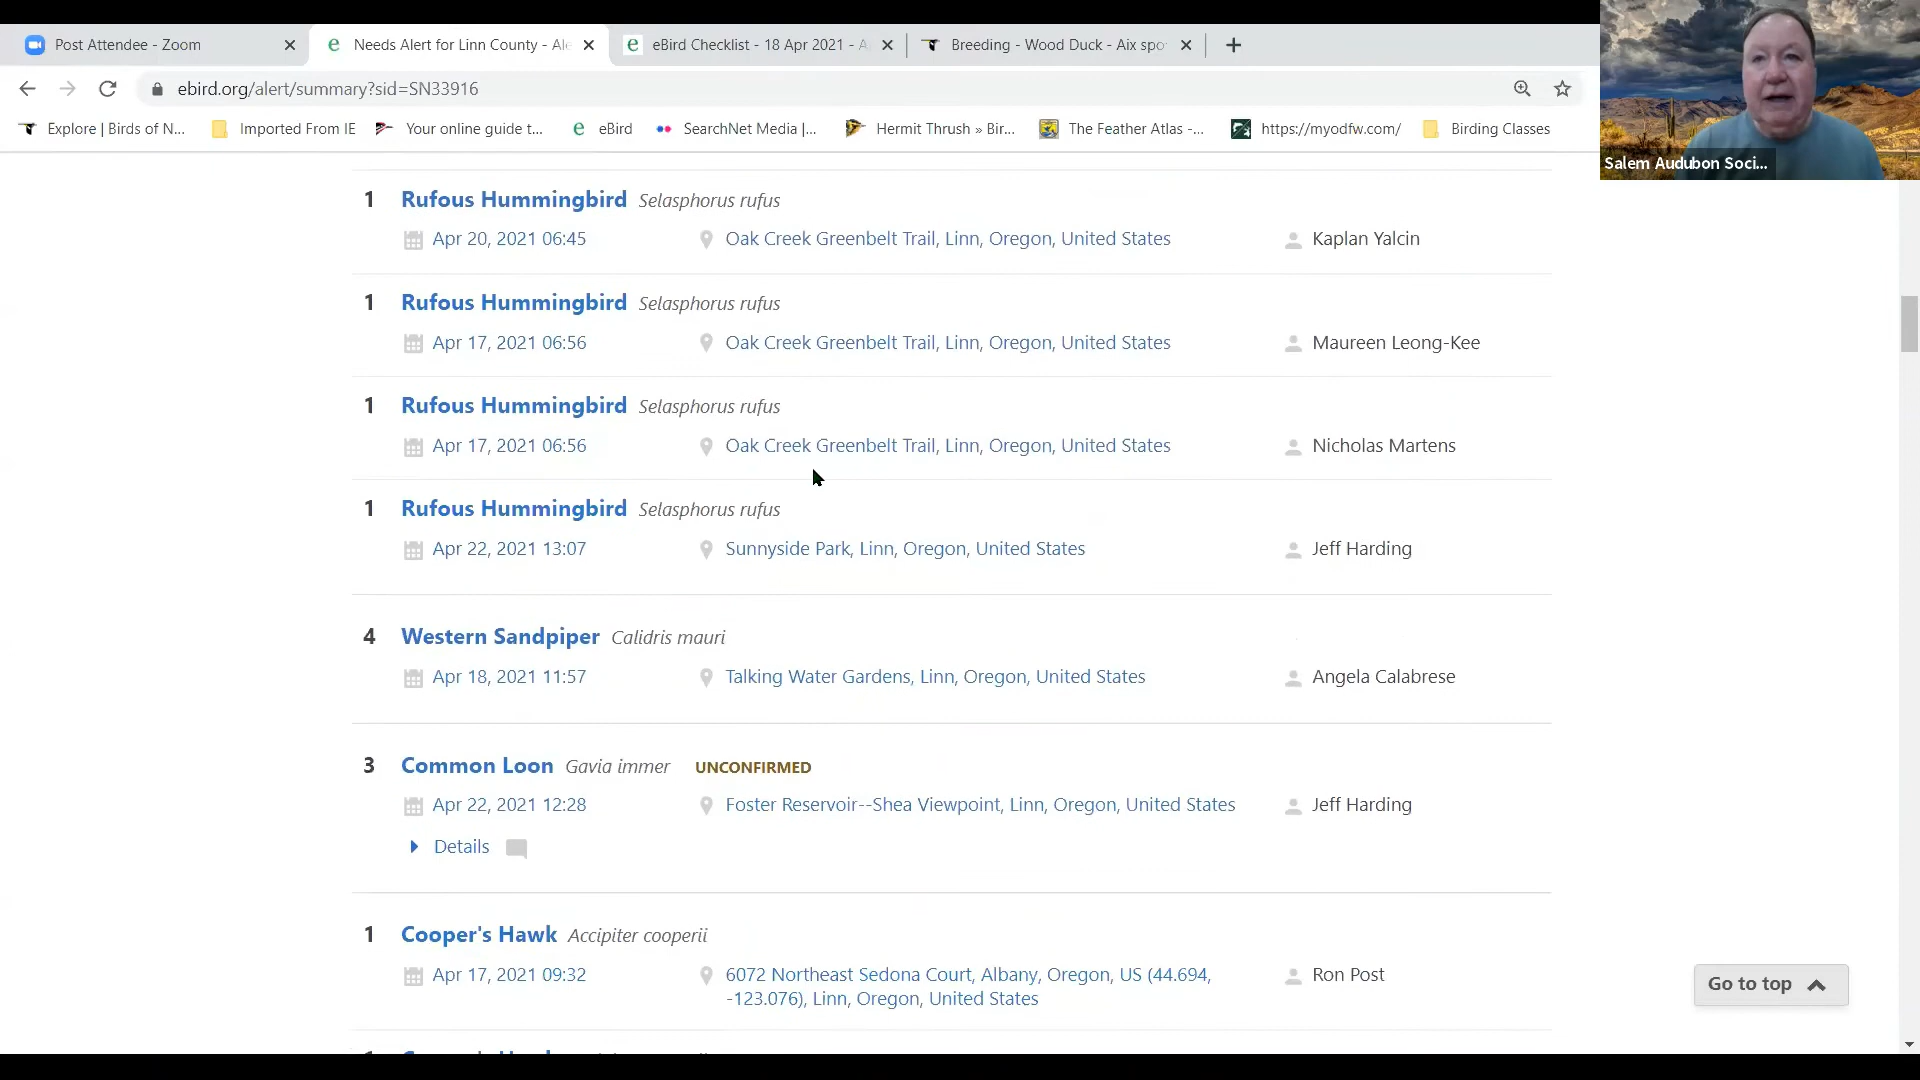 Post Attendee - Zoom
Needs Alert for Linn County - Ale
eBird Checklist - 18 Apr 2021 - A
Breeding - Wood Duck - Aix spo
ebird.org/alert/summary?sid=SN33916
Explore | Birds of N...
Imported From IE
Your online guide t...
eBird
SearchNet Media |...
Hermit Thrush » Bir...
The Feather Atlas -...
https://myodfw.com/
Birding Classes
Salem Audubon Soci...
1 Rufous Hummingbird Selasphorus rufus
Apr 20, 2021 06:45 Oak Creek Greenbelt Trail, Linn, Oregon, United States Kaplan Yalcin
1 Rufous Hummingbird Selasphorus rufus
Apr 17, 2021 06:56 Oak Creek Greenbelt Trail, Linn, Oregon, United States Maureen Leong-Kee
1 Rufous Hummingbird Selasphorus rufus
Apr 17, 2021 06:56 Oak Creek Greenbelt Trail, Linn, Oregon, United States Nicholas Martens
1 Rufous Hummingbird Selasphorus rufus
Apr 22, 2021 13:07 Sunnyside Park, Linn, Oregon, United States Jeff Harding
4 Western Sandpiper Calidris mauri
Apr 18, 2021 11:57 Talking Water Gardens, Linn, Oregon, United States Angela Calabrese
3 Common Loon Gavia immer UNCONFIRMED
Apr 22, 2021 12:28 Foster Reservoir--Shea Viewpoint, Linn, Oregon, United States Jeff Harding
Details
1 Cooper's Hawk Accipiter cooperii
Apr 17, 2021 09:32 6072 Northeast Sedona Court, Albany, Oregon, US (44.694, Ron Post
-123.076), Linn, Oregon, United States
Go to top